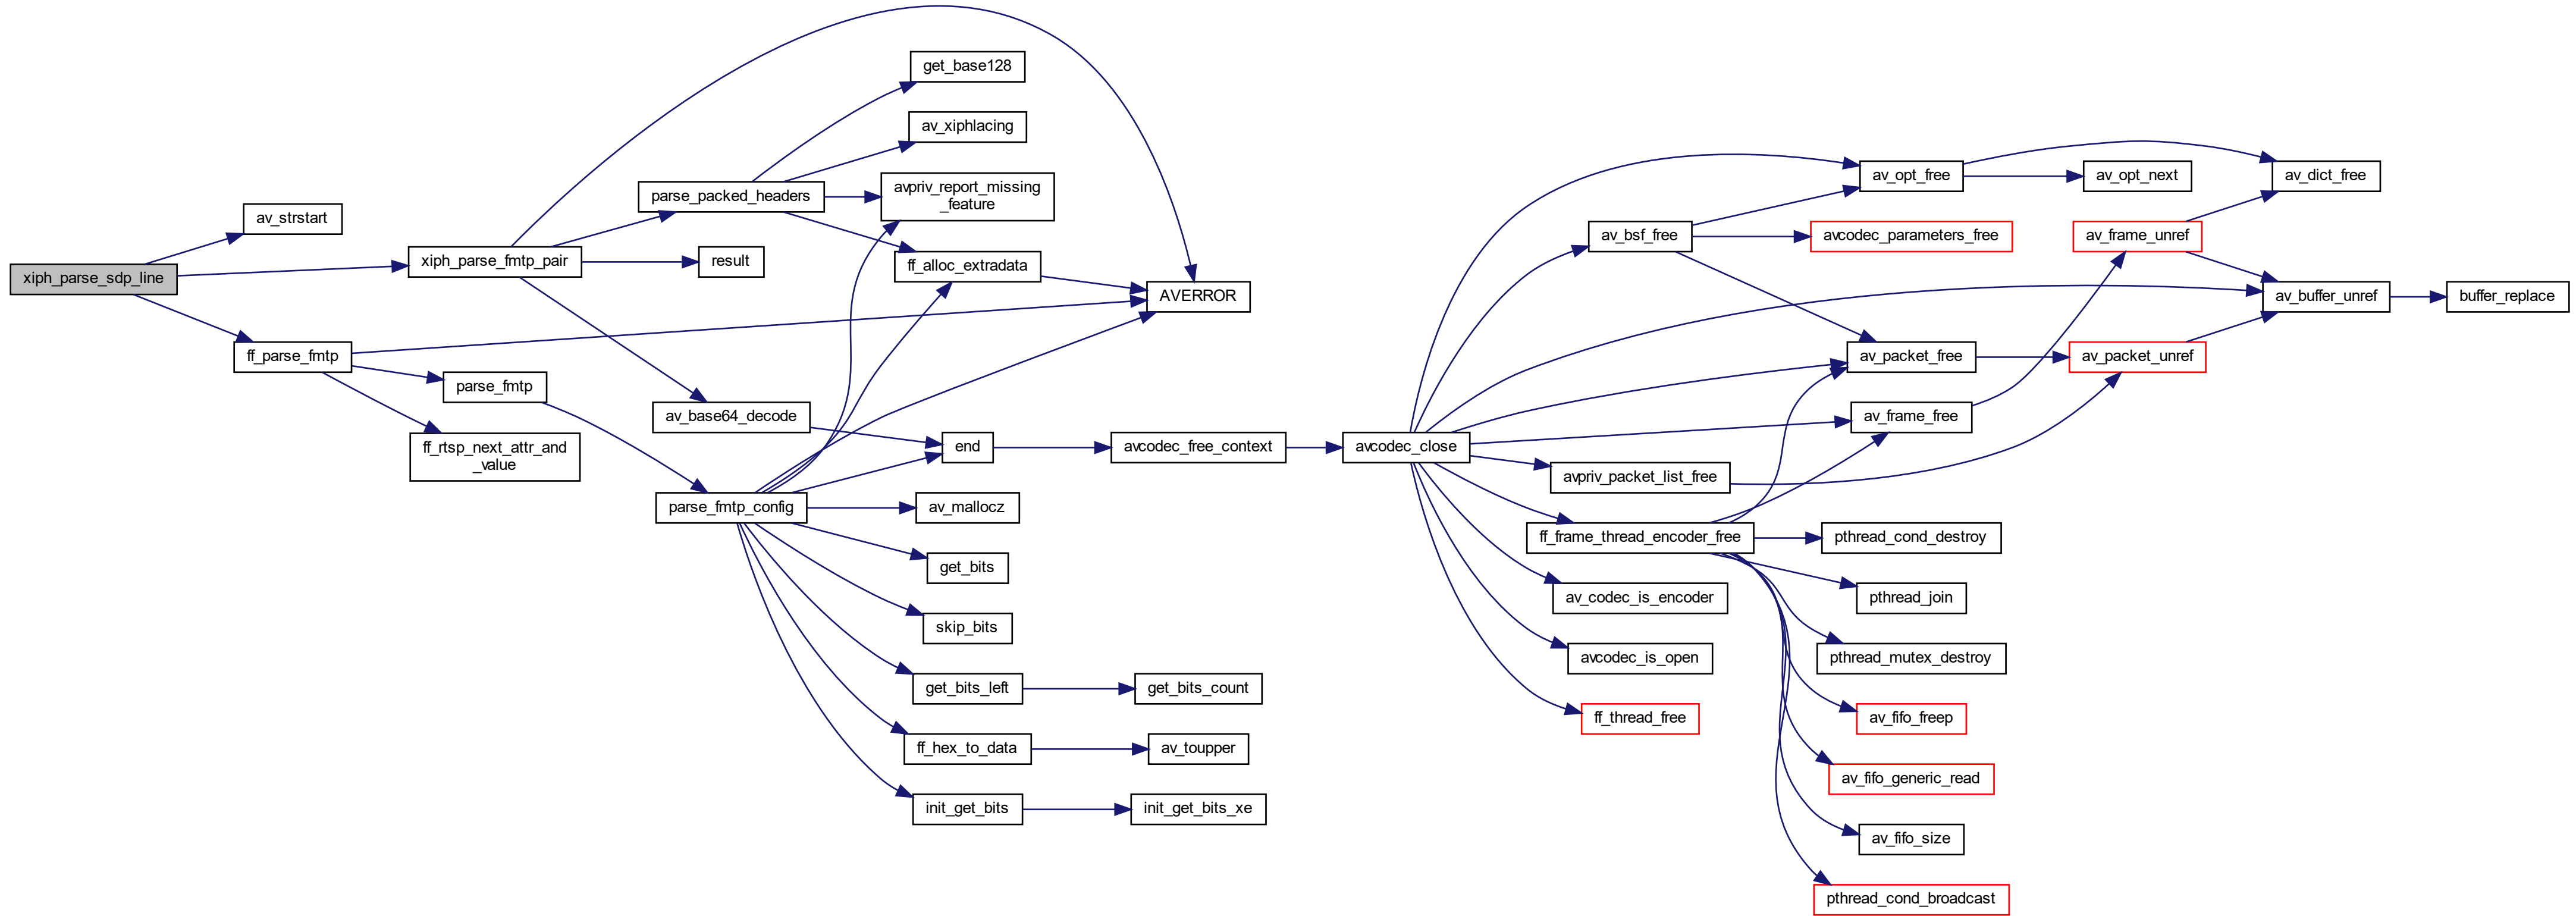 xiph_parse_sdp_line
av_strstart
xiph_parse_fmtp_pair
ff_parse_fmtp
parse_fmtp
ff_rtsp_next_attr_and
_value
parse_packed_headers
result
av_base64_decode
parse_fmtp_config
get_base128
av_xiphlacing
avpriv_report_missing
_feature
ff_alloc_extradata
AVERROR
end
av_mallocz
get_bits
skip_bits
get_bits_left
ff_hex_to_data
init_get_bits
avcodec_free_context
get_bits_count
av_toupper
init_get_bits_xe
avcodec_close
av_bsf_free
avpriv_packet_list_free
ff_frame_thread_encoder_free
av_codec_is_encoder
avcodec_is_open
ff_thread_free
av_opt_free
avcodec_parameters_free
av_packet_free
av_frame_free
pthread_cond_destroy
pthread_join
pthread_mutex_destroy
av_fifo_freep
av_fifo_generic_read
av_fifo_size
pthread_cond_broadcast
av_opt_next
av_frame_unref
av_packet_unref
av_dict_free
av_buffer_unref
buffer_replace